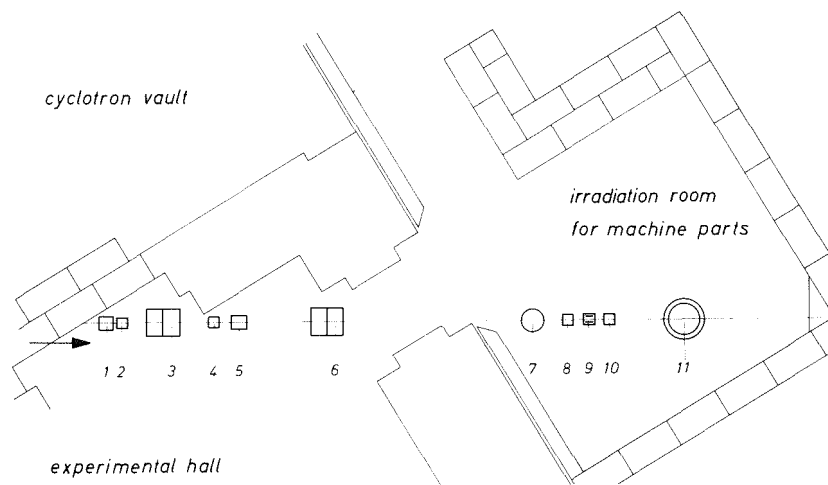 cyclotron vault
irradiation room
for machine parts
1 2 3 4 5 6 7 8 9 10 11
experimental hall